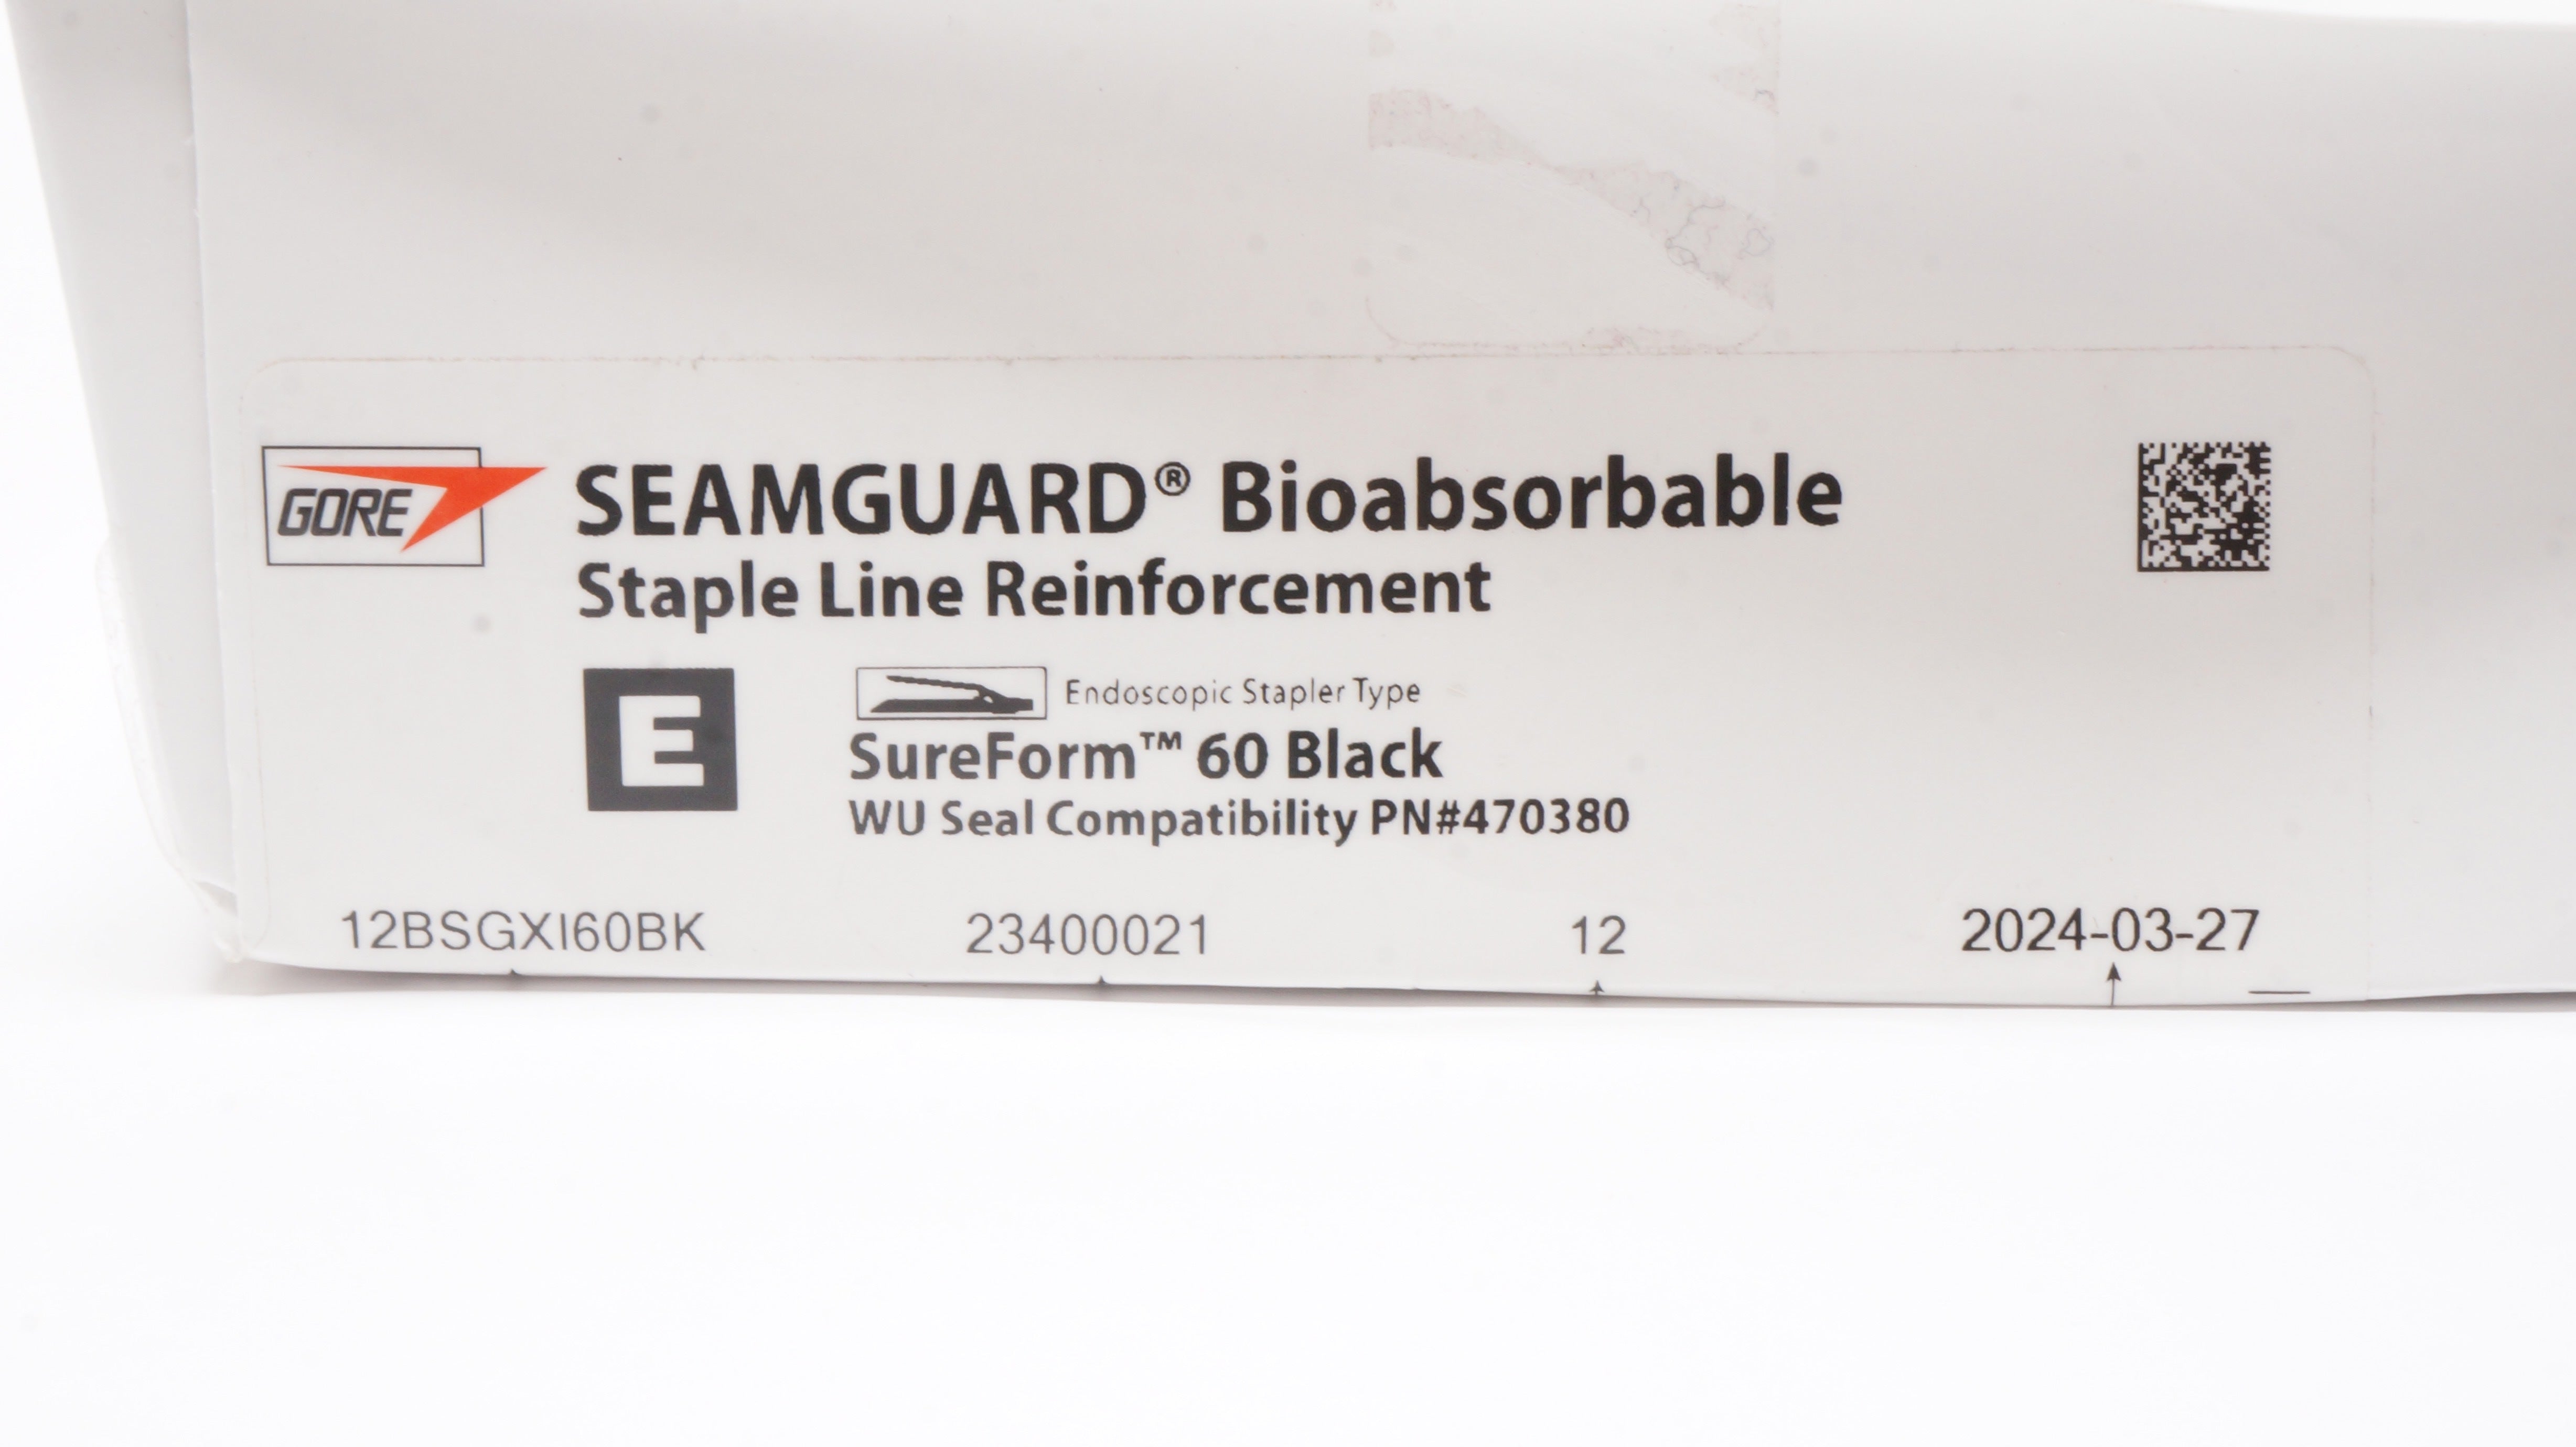 GORE
SEAMGUARD® Bioabsorbable
Staple Line Reinforcement
E
Endoscopic Stapler Type
SureForm™ 60 Black
WU Seal Compatibility PN#470380
12BSGXI60BK 23400021 12 2024-03-27